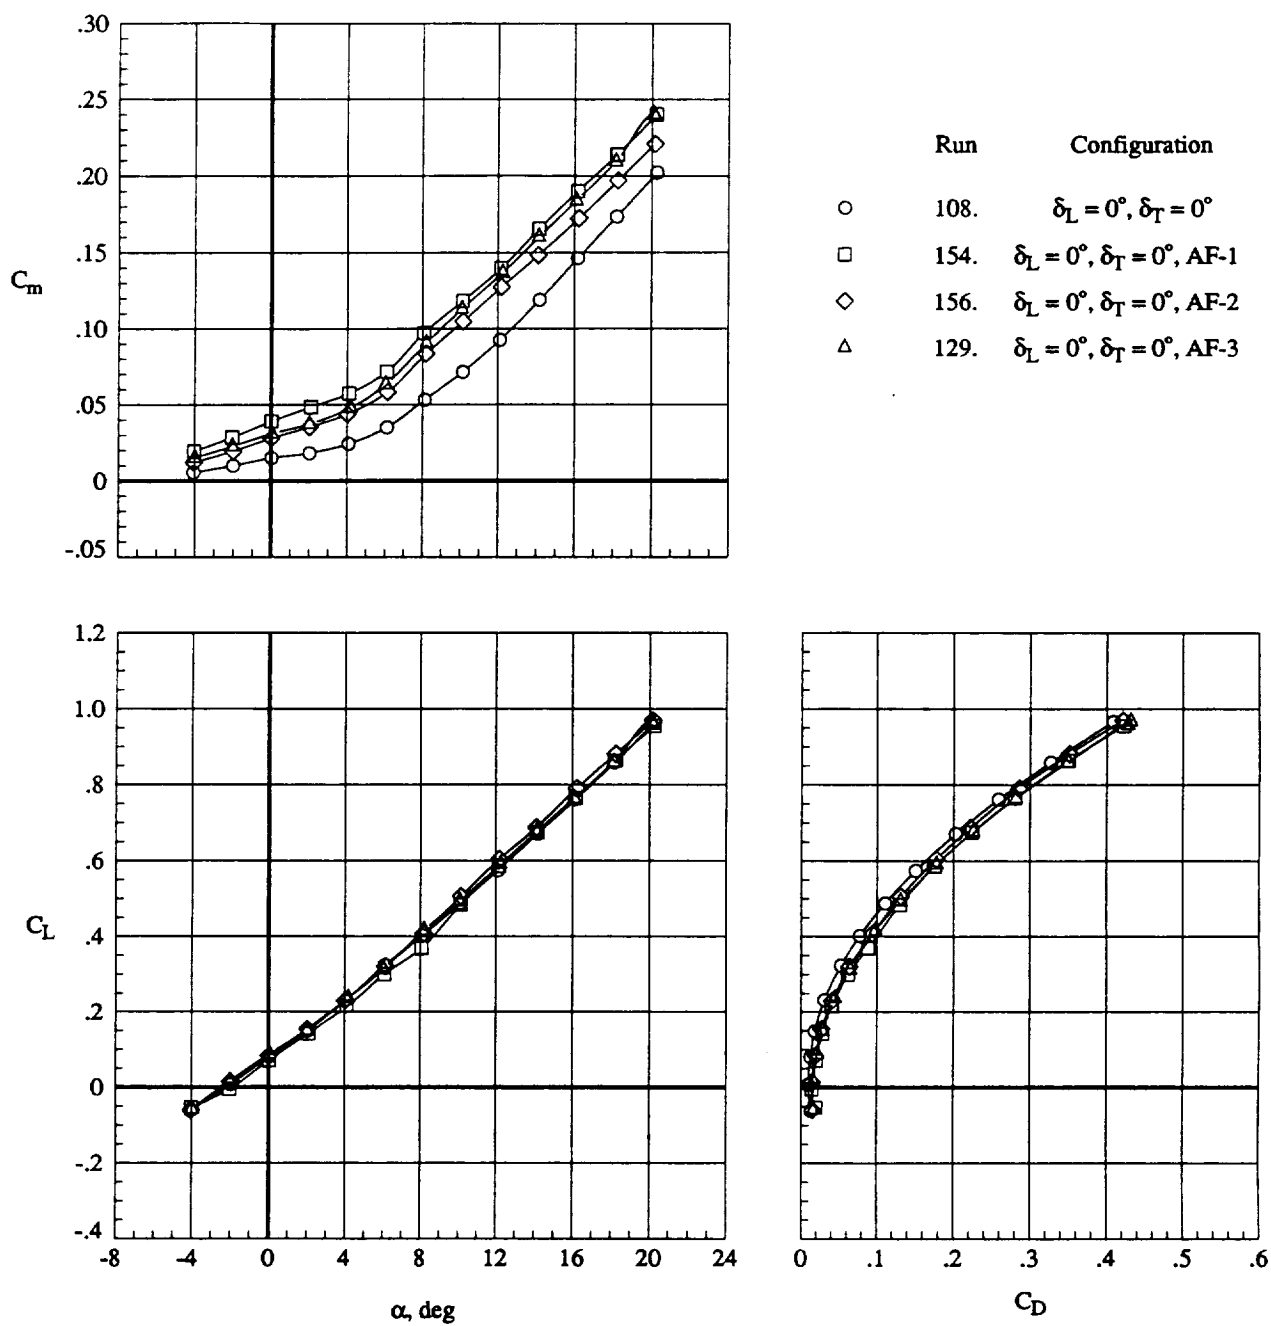 .30
.25
.20
.15
.10
.05
0
-.05
C_m
Run Configuration
108. δ_L = 0°, δ_T = 0°
154. δ_L = 0°, δ_T = 0°, AF-1
156. δ_L = 0°, δ_T = 0°, AF-2
129. δ_L = 0°, δ_T = 0°, AF-3
1.2
1.0
.8
.6
.4
.2
0
-.2
-.4
C_L
-8 -4 0 4 8 12 16 20 24
α, deg
0 .1 .2 .3 .4 .5 .6
C_D